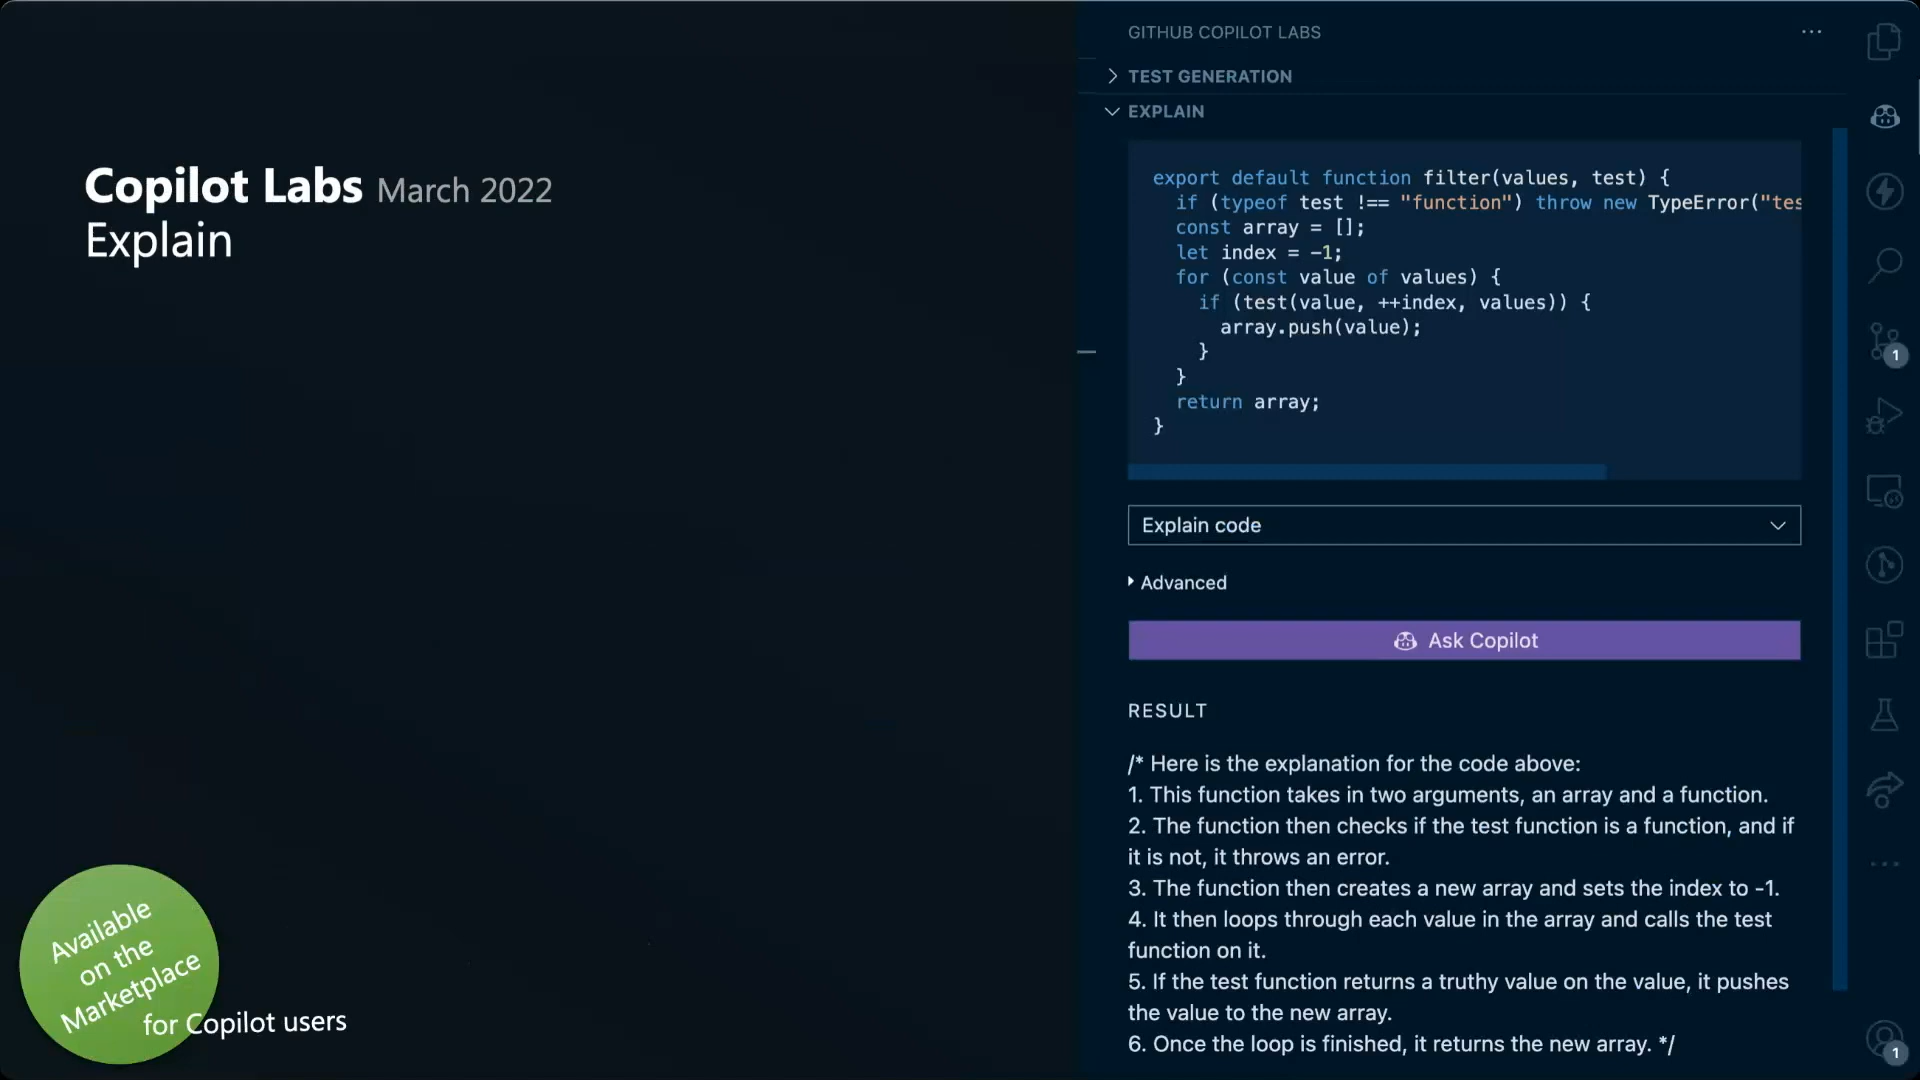 Copilot Labs March 2022
Explain
Available
on the
Marketplace
for Copilot users
GITHUB COPILOT LABS
TEST GENERATION
EXPLAIN
export default function filter(values, test) {
  if (typeof test !== "function") throw new TypeError("tes
  const array = [];
  let index = -1;
  for (const value of values) {
    if (test(value, ++index, values)) {
      array.push(value);
    }
  }
  return array;
}
Explain code
Advanced
Ask Copilot
RESULT
/* Here is the explanation for the code above:
1. This function takes in two arguments, an array and a function.
2. The function then checks if the test function is a function, and if
it is not, it throws an error.
3. The function then creates a new array and sets the index to -1.
4. It then loops through each value in the array and calls the test
function on it.
5. If the test function returns a truthy value on the value, it pushes
the value to the new array.
6. Once the loop is finished, it returns the new array. */
1
1